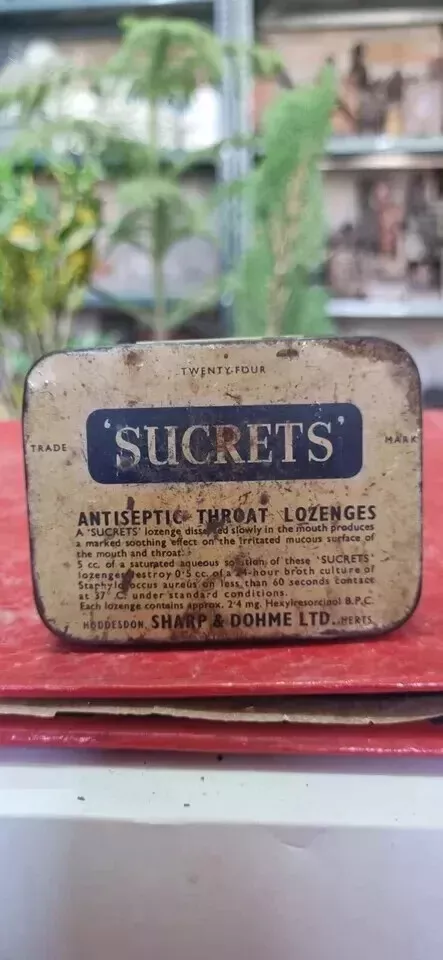 TWENTY-FOUR
TRADE 'SUCRETS' MARK
ANTISEPTIC THROAT LOZENGES
A 'SUCRETS' lozenge slowly in the mouth produces
a marked soothing effect on the irritated mucous surface of
the mouth and throat.
5 cc. of a saturated aqueous solution of these 'SUCRETS'
lozenges destroy 0·5 cc. of a 24-hour broth culture of
Staphylococcus aureus on less than 60 seconds contact
at 37° C. under standard conditions.
Each lozenge contains approx. 2·4 mg. Hexylresorcinol B.P.C.
HODDESDON, SHARP & DOHME LTD., HERTS.